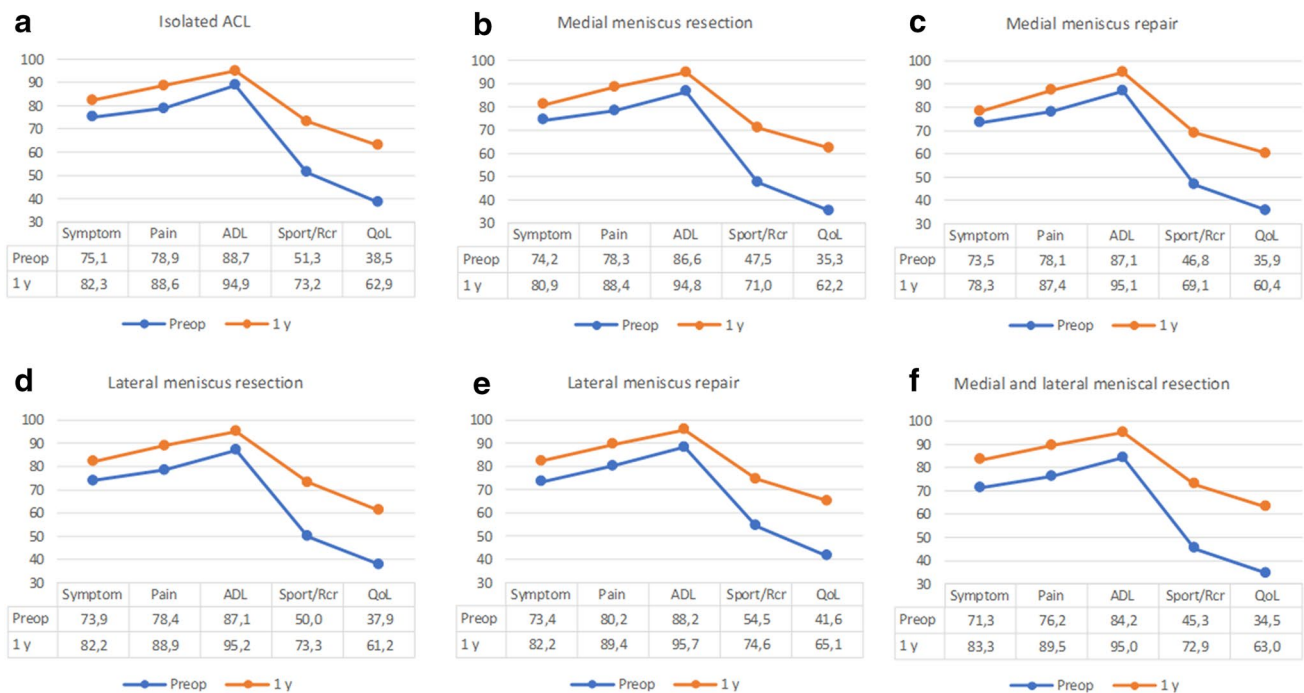 a Isolated ACL
100
90
80
70
60
50
40
30
Symptom Pain ADL Sport/Rcr QoL
Preop 75,1 78,9 88,7 51,3 38,5
1 y 82,3 88,6 94,9 73,2 62,9
Preop 1 y
b Medial meniscus resection
100
90
80
70
60
50
40
30
Symptom Pain ADL Sport/Rcr QoL
Preop 74,2 78,3 86,6 47,5 35,3
1 y 80,9 88,4 94,8 71,0 62,2
Preop 1 y
c Medial meniscus repair
100
90
80
70
60
50
40
30
Symptom Pain ADL Sport/Rcr QoL
Preop 73,5 78,1 87,1 46,8 35,9
1 y 78,3 87,4 95,1 69,1 60,4
Preop 1 y
d Lateral meniscus resection
100
90
80
70
60
50
40
30
Symptom Pain ADL Sport/Rcr QoL
Preop 73,9 78,4 87,1 50,0 37,9
1 y 82,2 88,9 95,2 73,3 61,2
Preop 1 y
e Lateral meniscus repair
100
90
80
70
60
50
40
30
Symptom Pain ADL Sport/Rcr QoL
Preop 73,4 80,2 88,2 54,5 41,6
1 y 82,2 89,4 95,7 74,6 65,1
Preop 1 y
f Medial and lateral meniscal resection
100
90
80
70
60
50
40
30
Symptom Pain ADL Sport/Rcr QoL
Preop 71,3 76,2 84,2 45,3 34,5
1 y 83,3 89,5 95,0 72,9 63,0
Preop 1 y